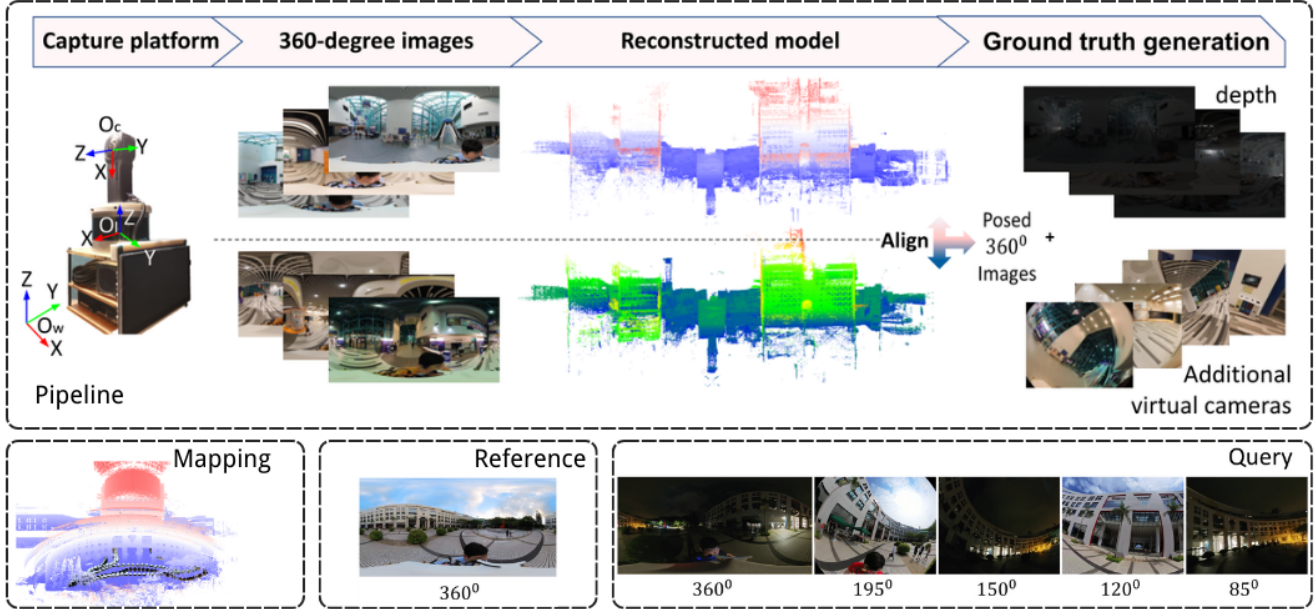 Capture platform
360-degree images
Reconstructed model
Ground truth generation
depth
Oc
Z
Y
X
Z
Oi
X
Y
Z
Y
Ow
X
Align
Posed
360⁰
Images
+
Additional
virtual cameras
Pipeline
Mapping
Reference
360⁰
Query
360⁰
195⁰
150⁰
120⁰
85⁰